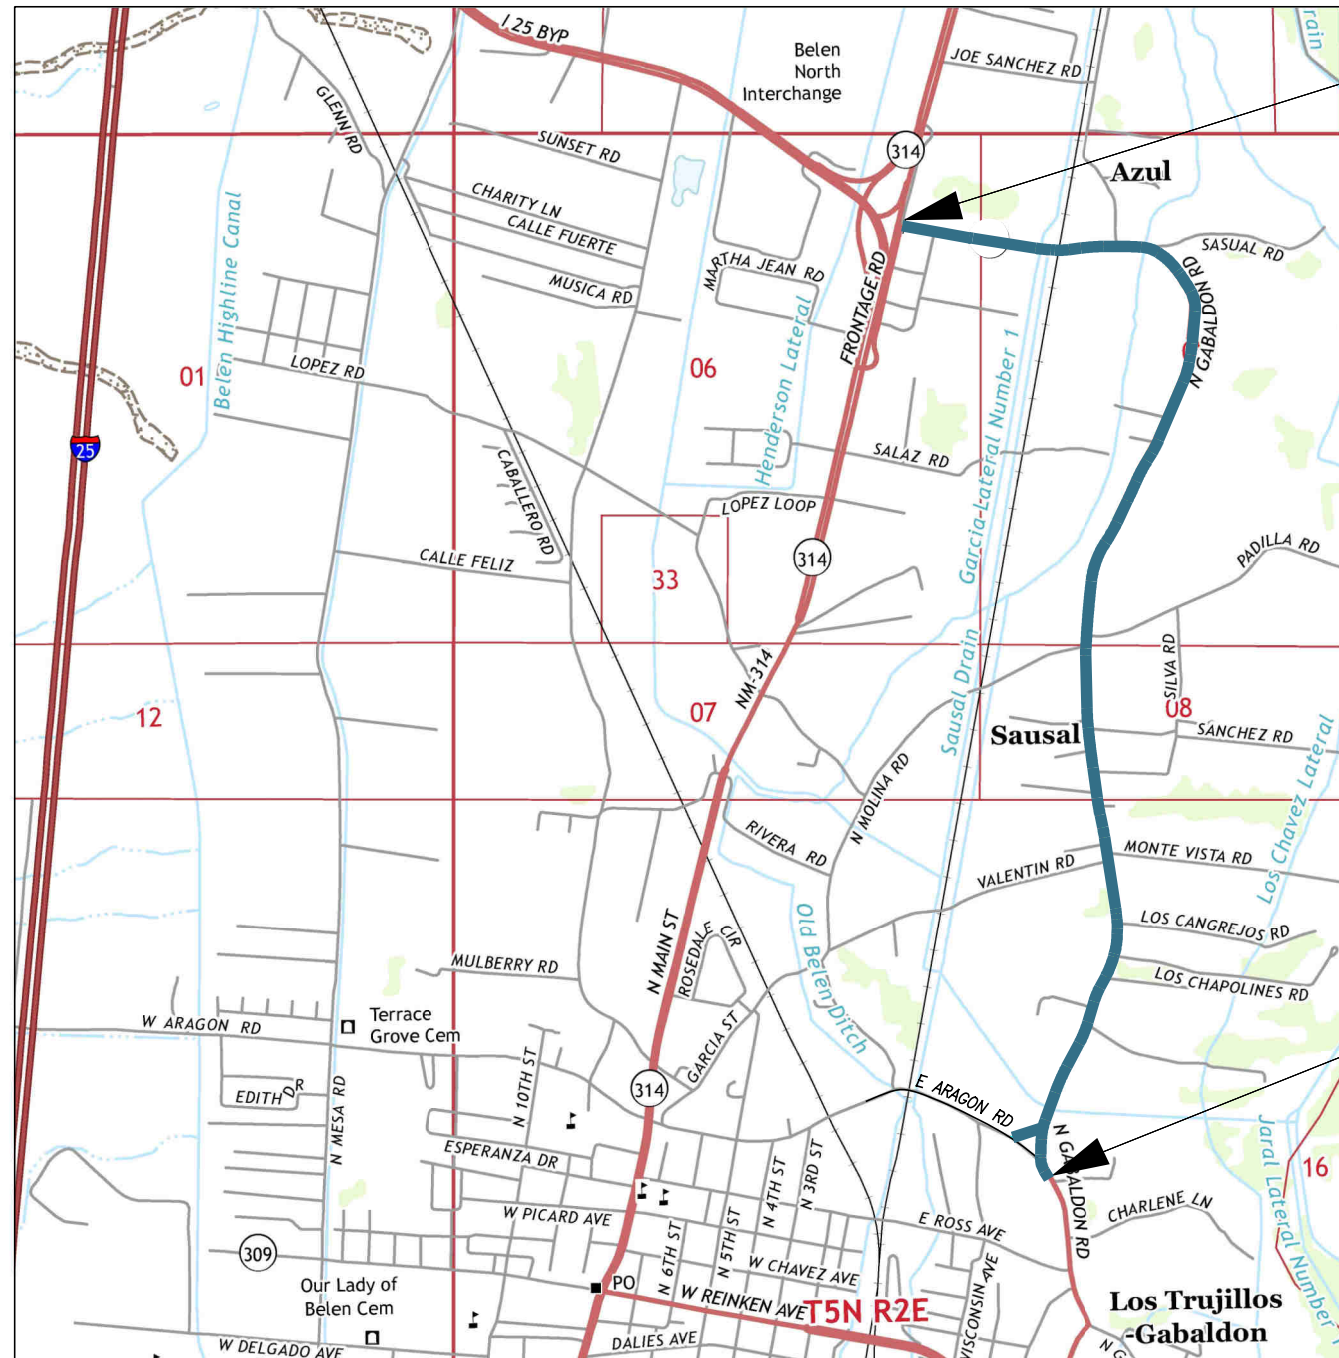 I 25 BYP
Belen
North
Interchange
JOE SANCHEZ RD
rain
GLENN RD
SUNSET RD
314
Azul
CHARITY LN
CALLE FUERTE
MUSICA RD
MARTHA JEAN RD
SASUAL RD
N GABALDON RD
Belen Highline Canal
FRONTAGE RD
Henderson Lateral
Garcia Lateral Number 1
LOPEZ RD
01
06
25
CABALLERO RD
SALAZ RD
LOPEZ LOOP
CALLE FELIZ
314
33
PADILLA RD
SILVA RD
NM-314
Sausal Drain
12
07
08
Sausal
SANCHEZ RD
Los Chavez Lateral
N MOLINA RD
RIVERA RD
VALENTIN RD
MONTE VISTA RD
LOS CANGREJOS RD
LOS CHAPOLINES RD
Old Belen Ditch
N MAIN ST
ROSEDALE CIR
MULBERRY RD
W ARAGON RD
Terrace
Grove Cem
GARCIA ST
EDITH DR
N MESA RD
N 10TH ST
314
E ARAGON RD
N GABALDON RD
Jaral Lateral Number 1
16
ESPERANZA DR
N 4TH ST
N 3RD ST
W PICARD AVE
N 6TH ST
N 5TH ST
E ROSS AVE
CHARLENE LN
W CHAVEZ AVE
309
Our Lady of
Belen Cem
PO
W REINKEN AVE
T5N R2E
WISCONSIN AVE
Los Trujillos
-Gabaldon
DALIES AVE
W DELGADO AVE
N G